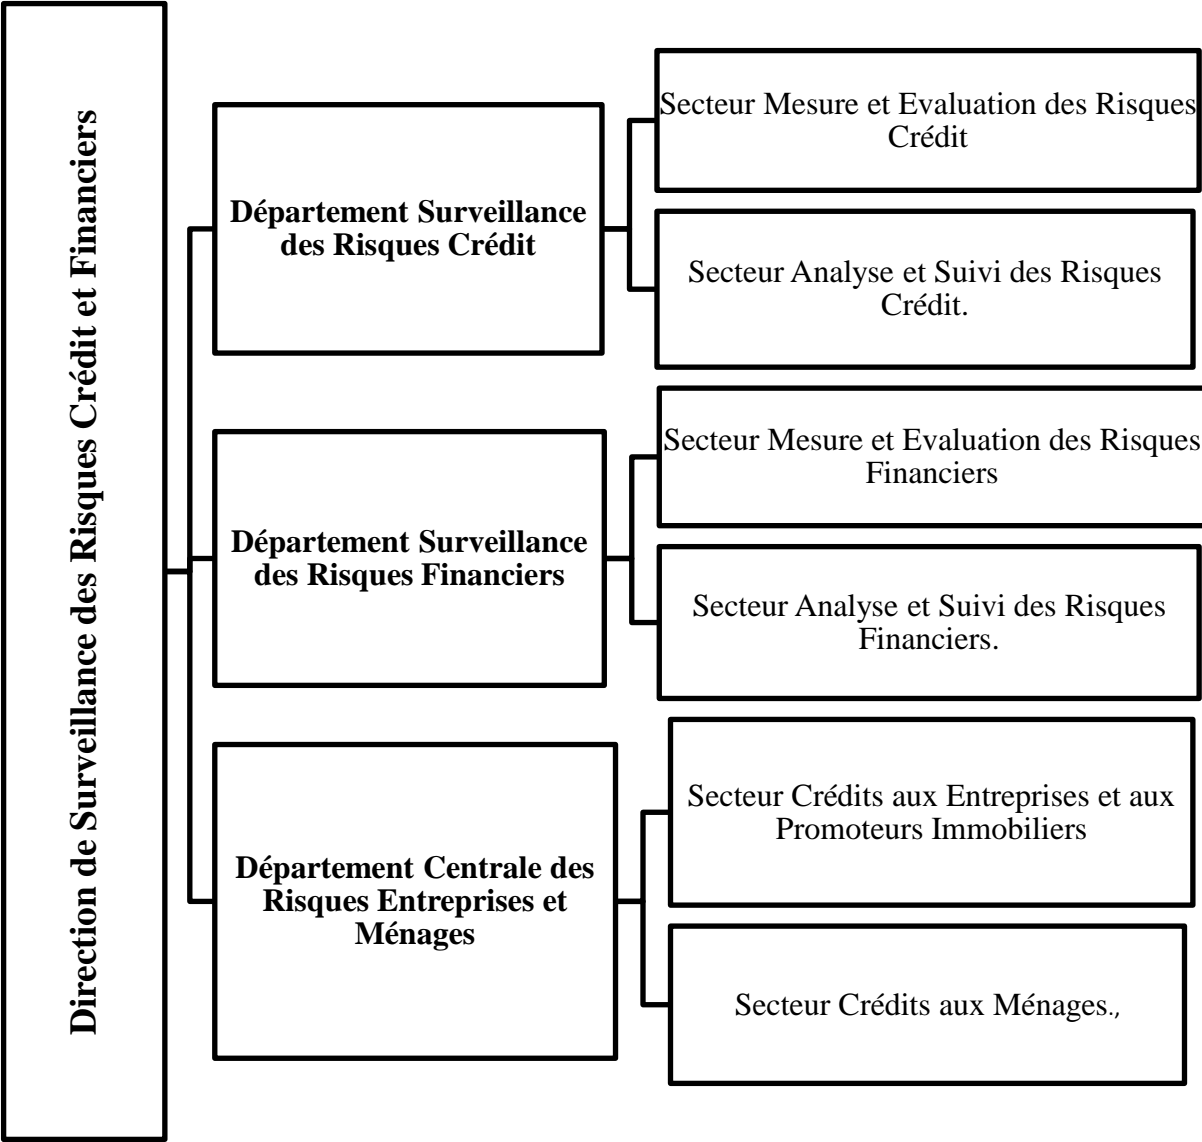 Direction de Surveillance des Risques Crédit et Financiers
Département Surveillance
des Risques Crédit
Secteur Mesure et Evaluation des Risques
Crédit
Secteur Analyse et Suivi des Risques
Crédit.
Département Surveillance
des Risques Financiers
Secteur Mesure et Evaluation des Risques
Financiers
Secteur Analyse et Suivi des Risques
Financiers.
Département Centrale des
Risques Entreprises et
Ménages
Secteur Crédits aux Entreprises et aux
Promoteurs Immobiliers
Secteur Crédits aux Ménages.,